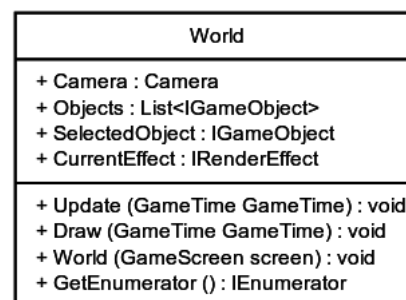 World
+ Camera : Camera
+ Objects : List<IGameObject>
+ SelectedObject : IGameObject
+ CurrentEffect : IRenderEffect
+ Update (GameTime GameTime) : void
+ Draw (GameTime GameTime) : void
+ World (GameScreen screen) : void
+ GetEnumerator () : IEnumerator